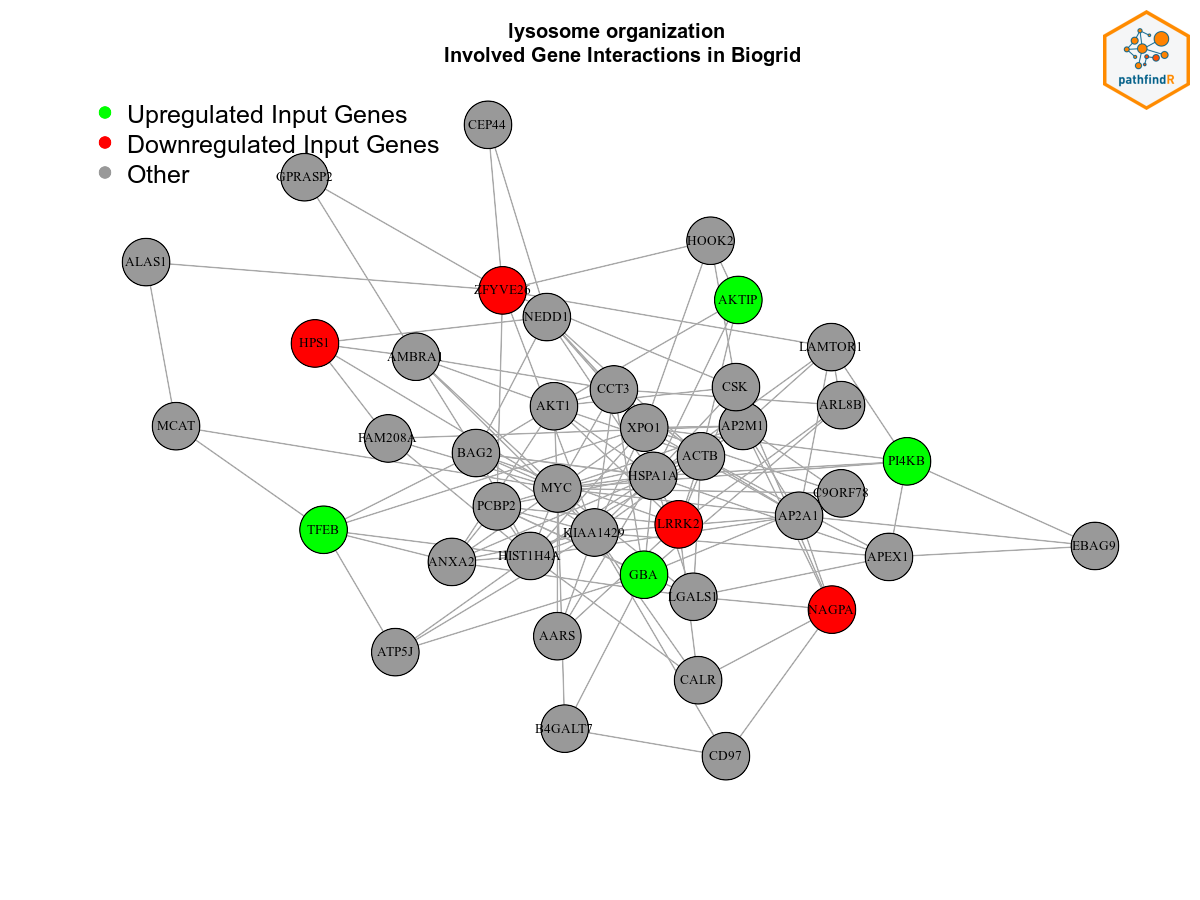 lysosome organization
Involved Gene Interactions in Biogrid
pathfindR
Upregulated Input Genes
Downregulated Input Genes
Other
CEP44
GPRASP2
HOOK2
ALAS1
ZFYVE26
AKTIP
NEDD1
HPS1
AMBRA1
LAMTOR1
CCT3
CSK
AKT1
ARL8B
MCAT
FAM208A
XPO1
AP2M1
BAG2
ACTB
PI4KB
HSPA1A
MYC
C9ORF78
PCBP2
AP2A1
TFEB
KIAA1429
LRRK2
HIST1H4A
ANXA2
APEX1
EBAG9
GBA
LGALS1
NAGPA
AARS
ATP5J
CALR
B4GALT7
CD97